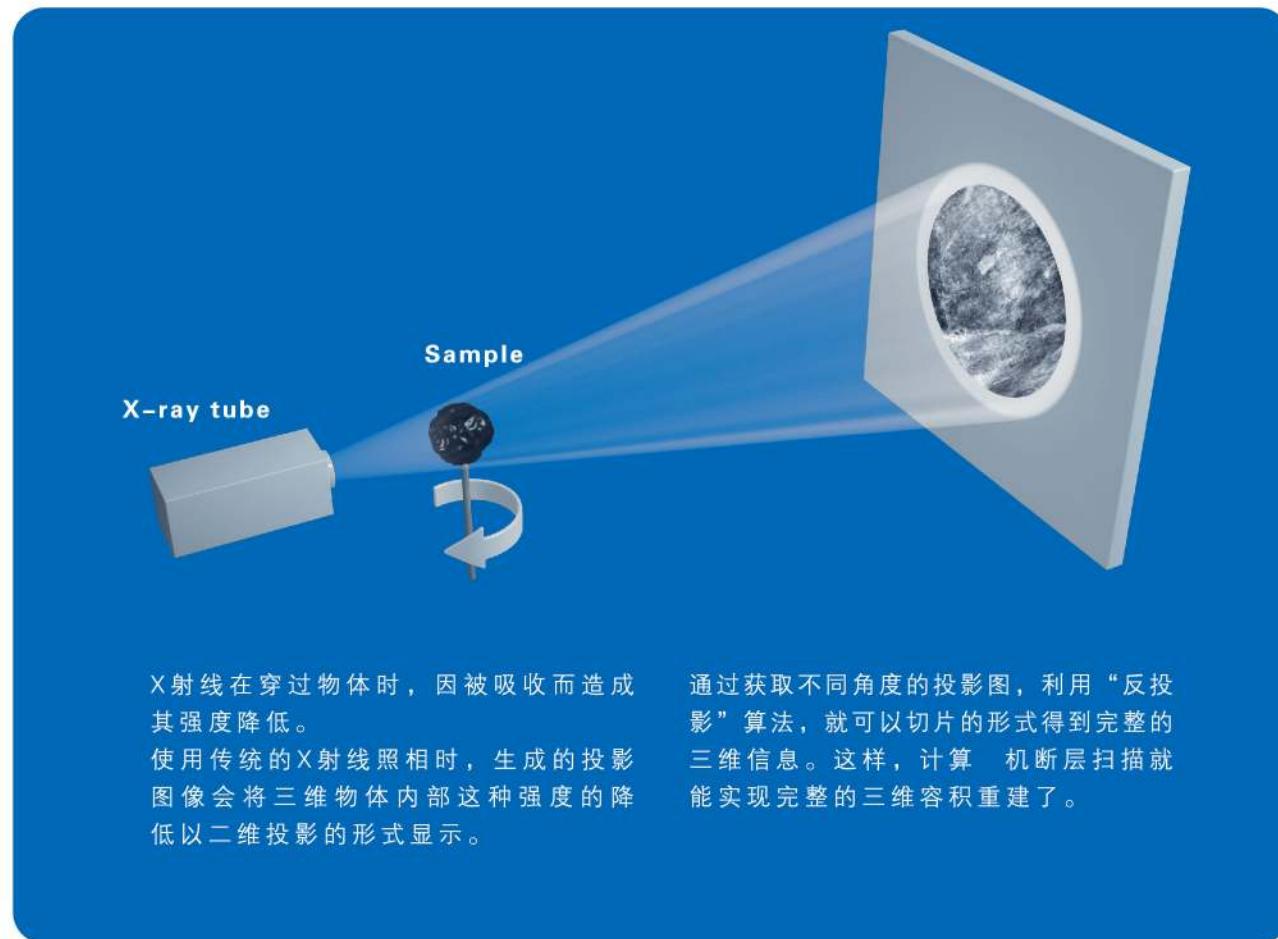 Sample
X-ray tube
X射线在穿过物体时，因被吸收而造成
其强度降低。
使用传统的X射线照相时，生成的投影
图像会将三维物体内部这种强度的降
低以二维投影的形式显示。
通过获取不同角度的投影图，利用“反投
影”算法，就可以切片的形式得到完整的
三维信息。这样，计算　机断层扫描就
能实现完整的三维容积重建了。